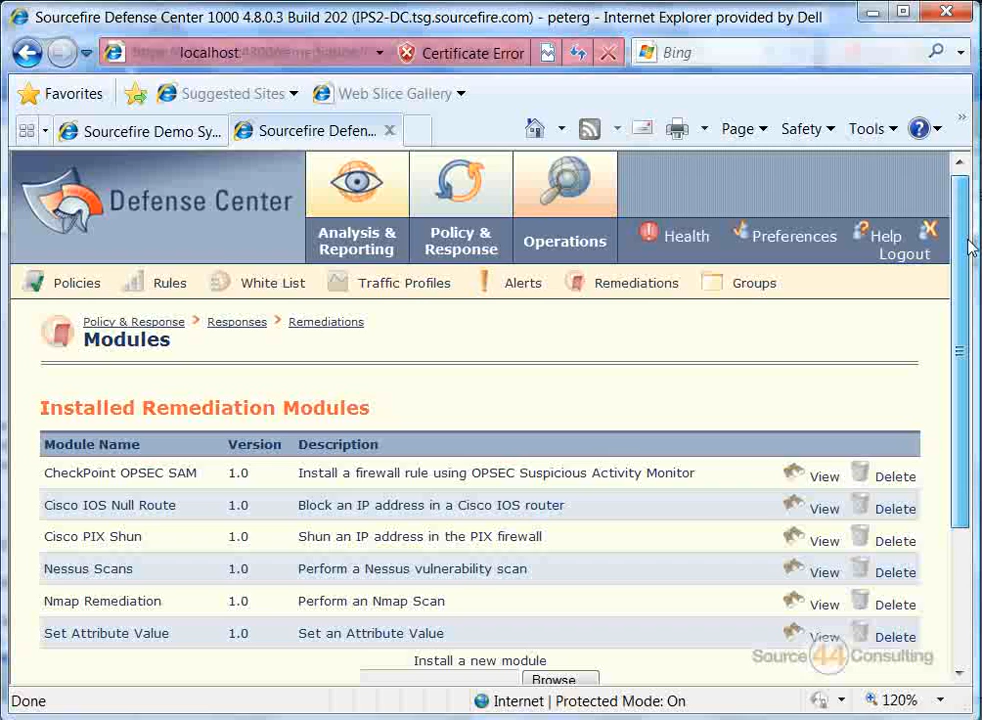 Sourcefire Defense Center 1000 4.8.0.3 Build 202 (IPS2-DC.tsg.sourcefire.com) - peterg - Internet Explorer provided by Dell
localhost: Certificate Error Bing
Favorites Suggested Sites Web Slice Gallery
Sourcefire Demo Sy... Sourcefire Defen... Page Safety Tools
Defense Center
Analysis & Reporting
Policy & Response
Operations
Health Preferences Help Logout
Policies Rules White List Traffic Profiles Alerts Remediations Groups
Policy & Response > Responses > Remediations
Modules
Installed Remediation Modules
Module Name Version Description
CheckPoint OPSEC SAM 1.0 Install a firewall rule using OPSEC Suspicious Activity Monitor View Delete
Cisco IOS Null Route 1.0 Block an IP address in a Cisco IOS router View Delete
Cisco PIX Shun 1.0 Shun an IP address in the PIX firewall View Delete
Nessus Scans 1.0 Perform a Nessus vulnerability scan View Delete
Nmap Remediation 1.0 Perform an Nmap Scan View Delete
Set Attribute Value 1.0 Set an Attribute Value View Delete
Install a new module
Browse
Source 44 Consulting
Done Internet | Protected Mode: On 120%